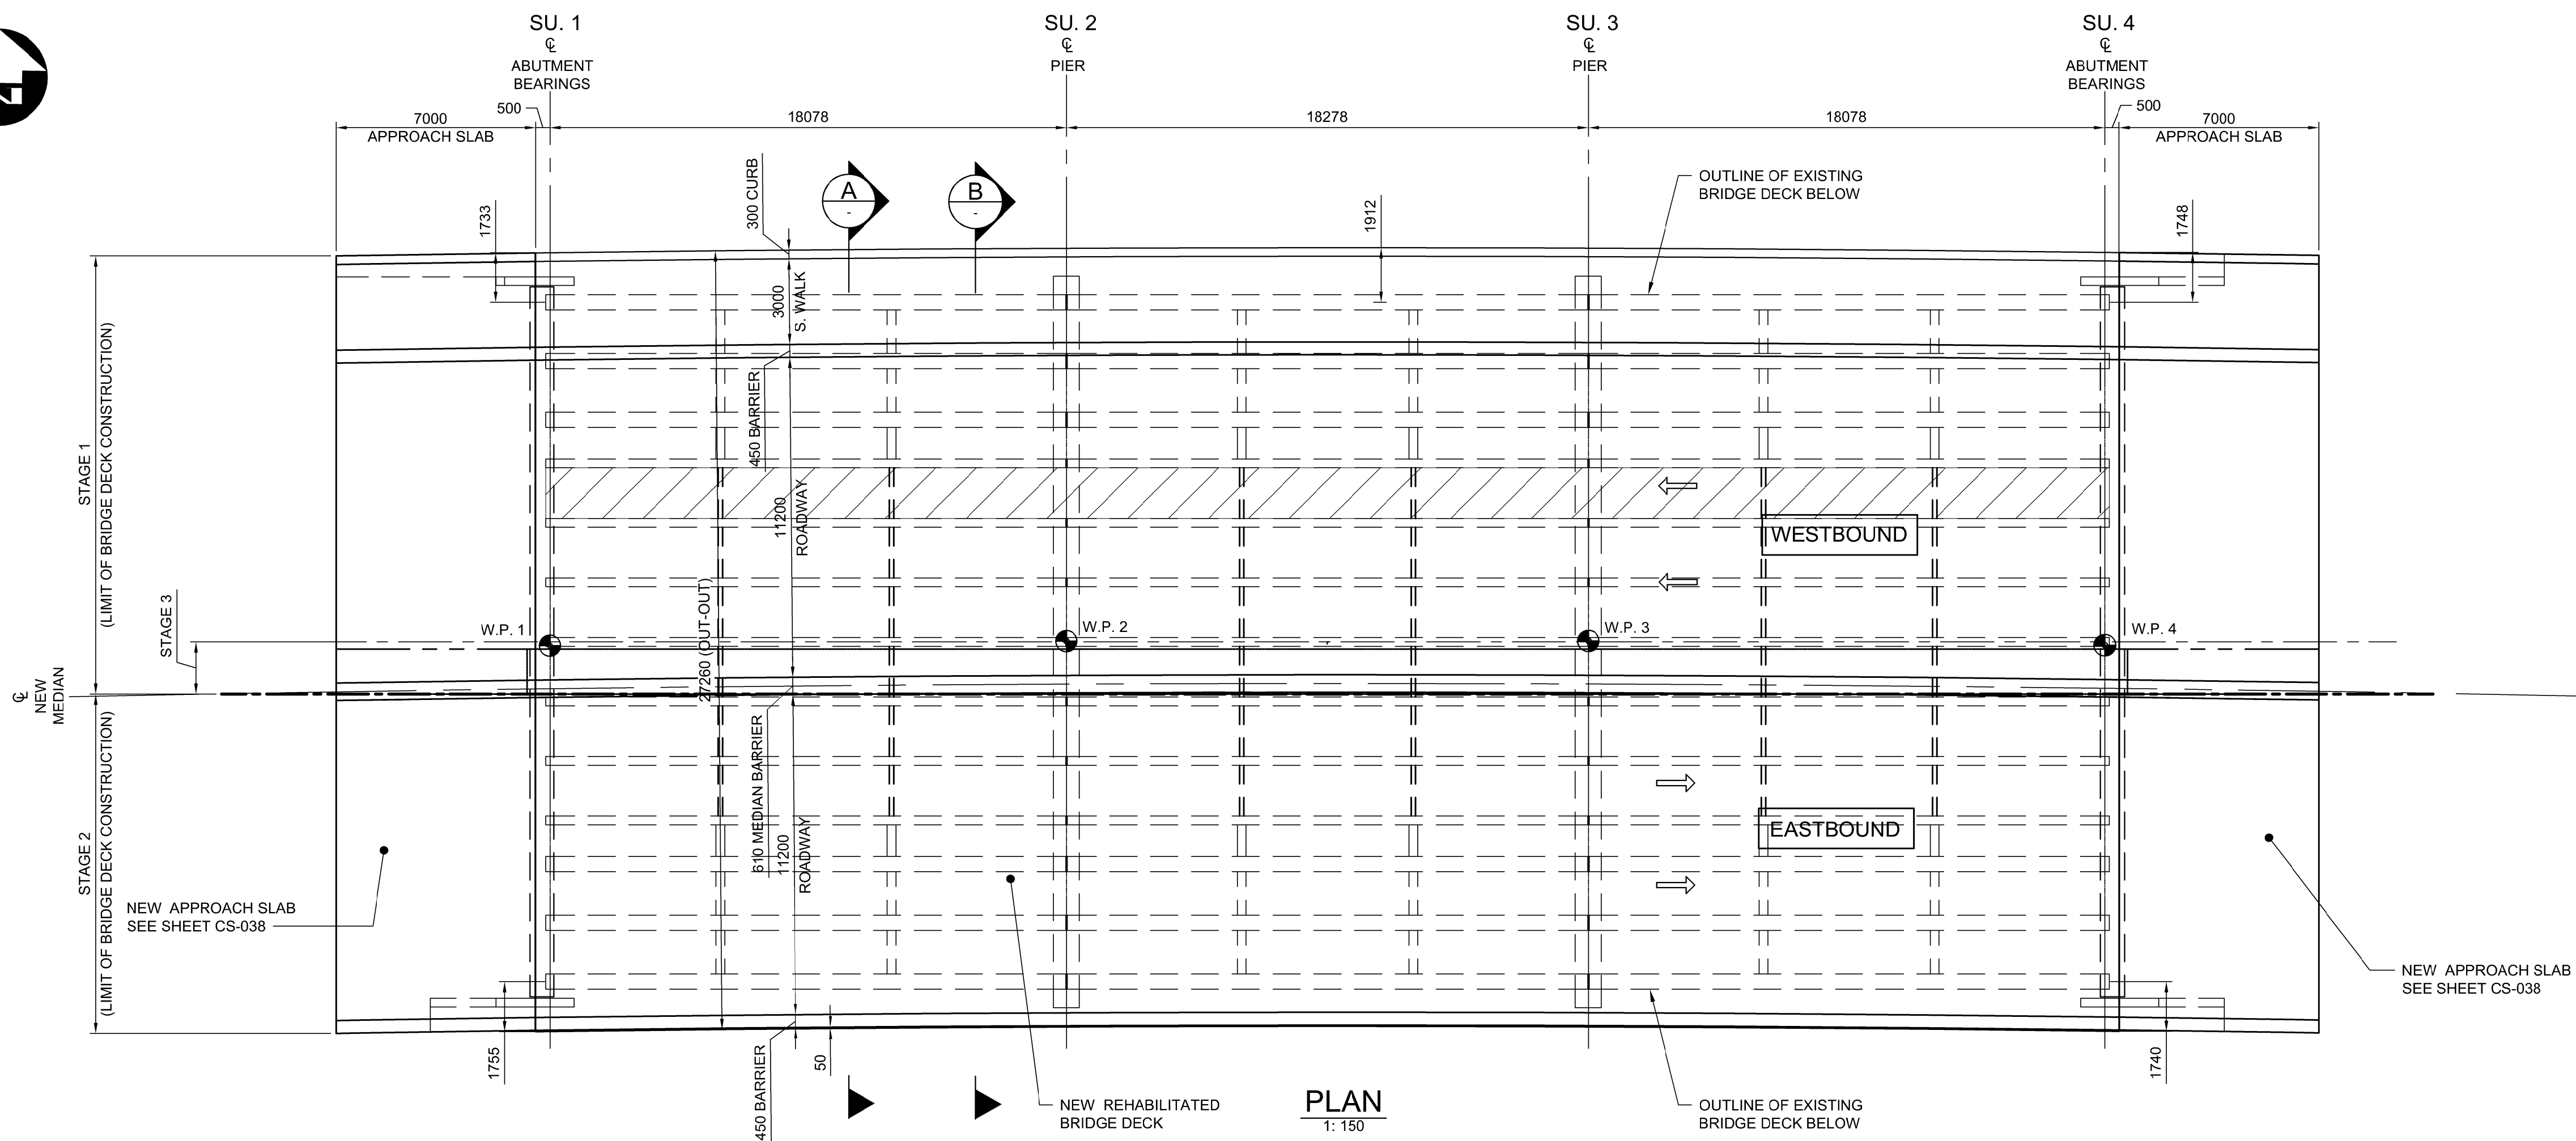 SU. 1
℄
ABUTMENT
BEARINGS
SU. 2
℄
PIER
SU. 3
℄
PIER
SU. 4
℄
ABUTMENT
BEARINGS
7000
APPROACH SLAB
500
18078
18278
18078
500
7000
APPROACH SLAB
1733
300 CURB
A
-
B
-
1912
OUTLINE OF EXISTING
BRIDGE DECK BELOW
1748
3000
S. WALK
STAGE 1
(LIMIT OF BRIDGE DECK CONSTRUCTION)
450 BARRIER
11200
ROADWAY
WESTBOUND
27260 (OUT-OUT)
STAGE 3
W.P. 1
W.P. 2
W.P. 3
W.P. 4
℄
NEW
MEDIAN
610 MEDIAN BARRIER
11200
ROADWAY
EASTBOUND
STAGE 2
(LIMIT OF BRIDGE DECK CONSTRUCTION)
NEW APPROACH SLAB
SEE SHEET CS-038
NEW APPROACH SLAB
SEE SHEET CS-038
1755
450 BARRIER
50
1740
NEW REHABILITATED
BRIDGE DECK
PLAN
1: 150
OUTLINE OF EXISTING
BRIDGE DECK BELOW